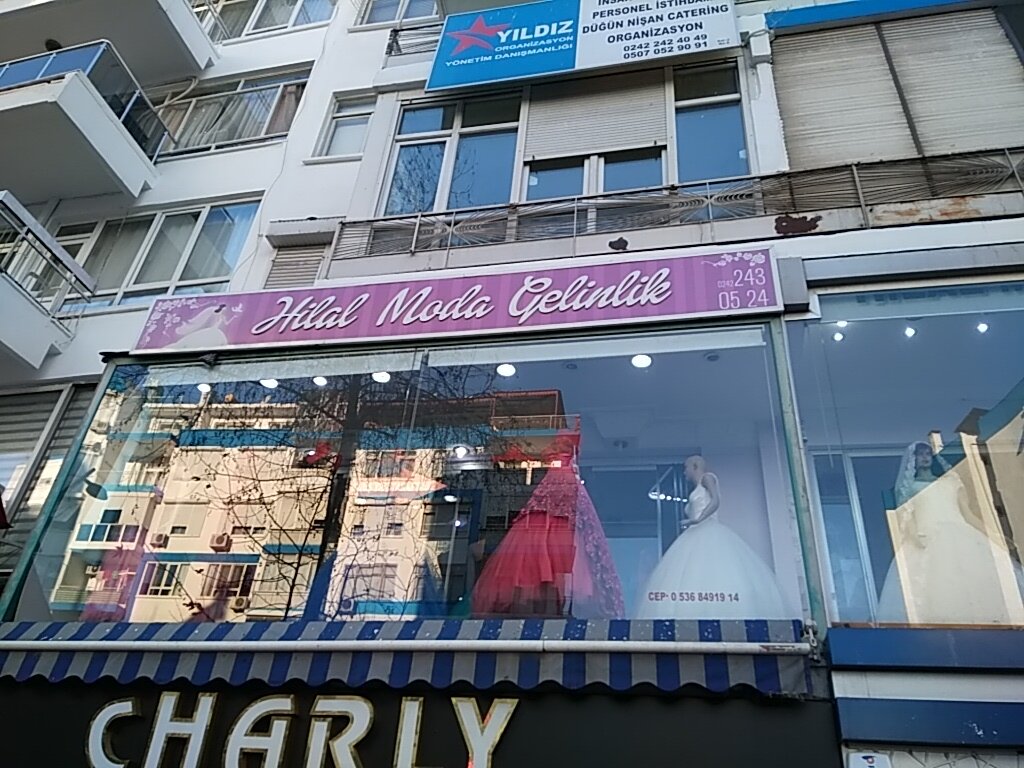 YILDIZ
ORGANİZASYON
YÖNETİM DANIŞMANLIĞI
PERSONEL İSTİHDAM
DÜĞÜN NİŞAN CATERİNG
ORGANİZASYON
0242 242 40 49
0507 052 90 91
Hilal Moda Gelinlik
0242 243
05 24
CEP: 0 536 84919 14
CHARLY